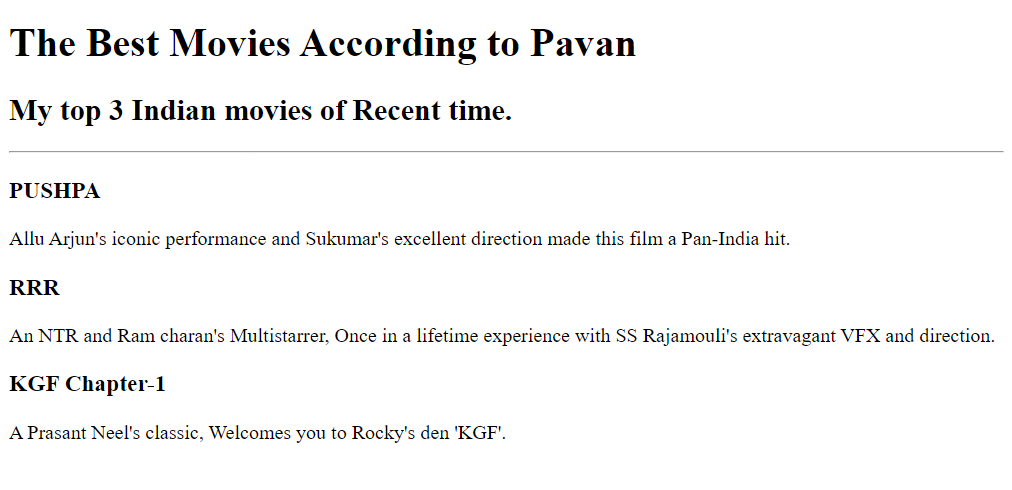 The Best Movies According to Pavan
My top 3 Indian movies of Recent time.
PUSHPA
Allu Arjun's iconic performance and Sukumar's excellent direction made this film a Pan-India hit.
RRR
An NTR and Ram charan's Multistarrer, Once in a lifetime experience with SS Rajamouli's extravagant VFX and direction.
KGF Chapter-1
A Prasant Neel's classic, Welcomes you to Rocky's den 'KGF'.